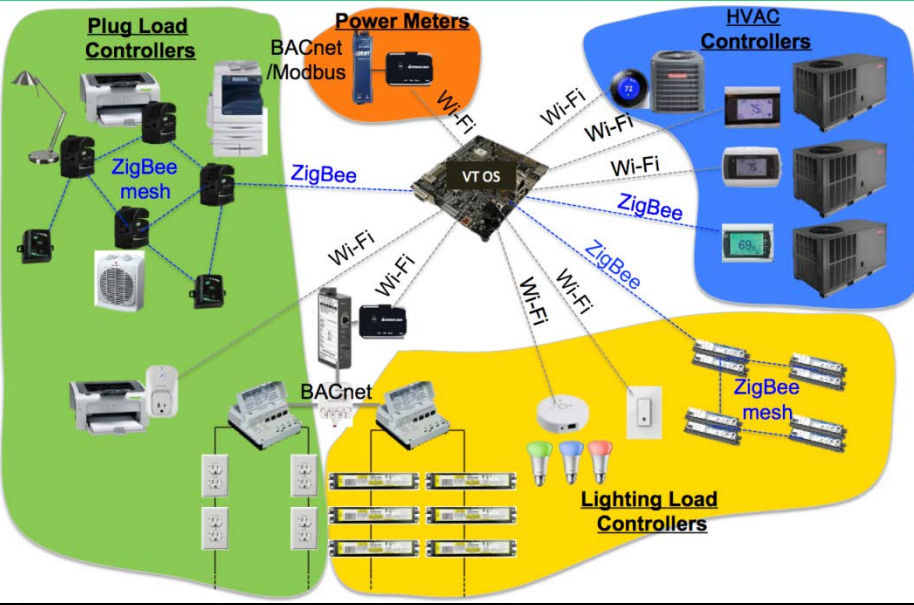 Plug Load
Controllers
Power Meters
HVAC
Controllers
BACnet
/Modbus
Wi-Fi
Wi-Fi
Wi-Fi
Wi-Fi
72
75
75
69
ZigBee
mesh
ZigBee
VT OS
ZigBee
ZigBee
Wi-Fi
Wi-Fi
Wi-Fi
Wi-Fi
BACnet
ZigBee
mesh
Lighting Load
Controllers